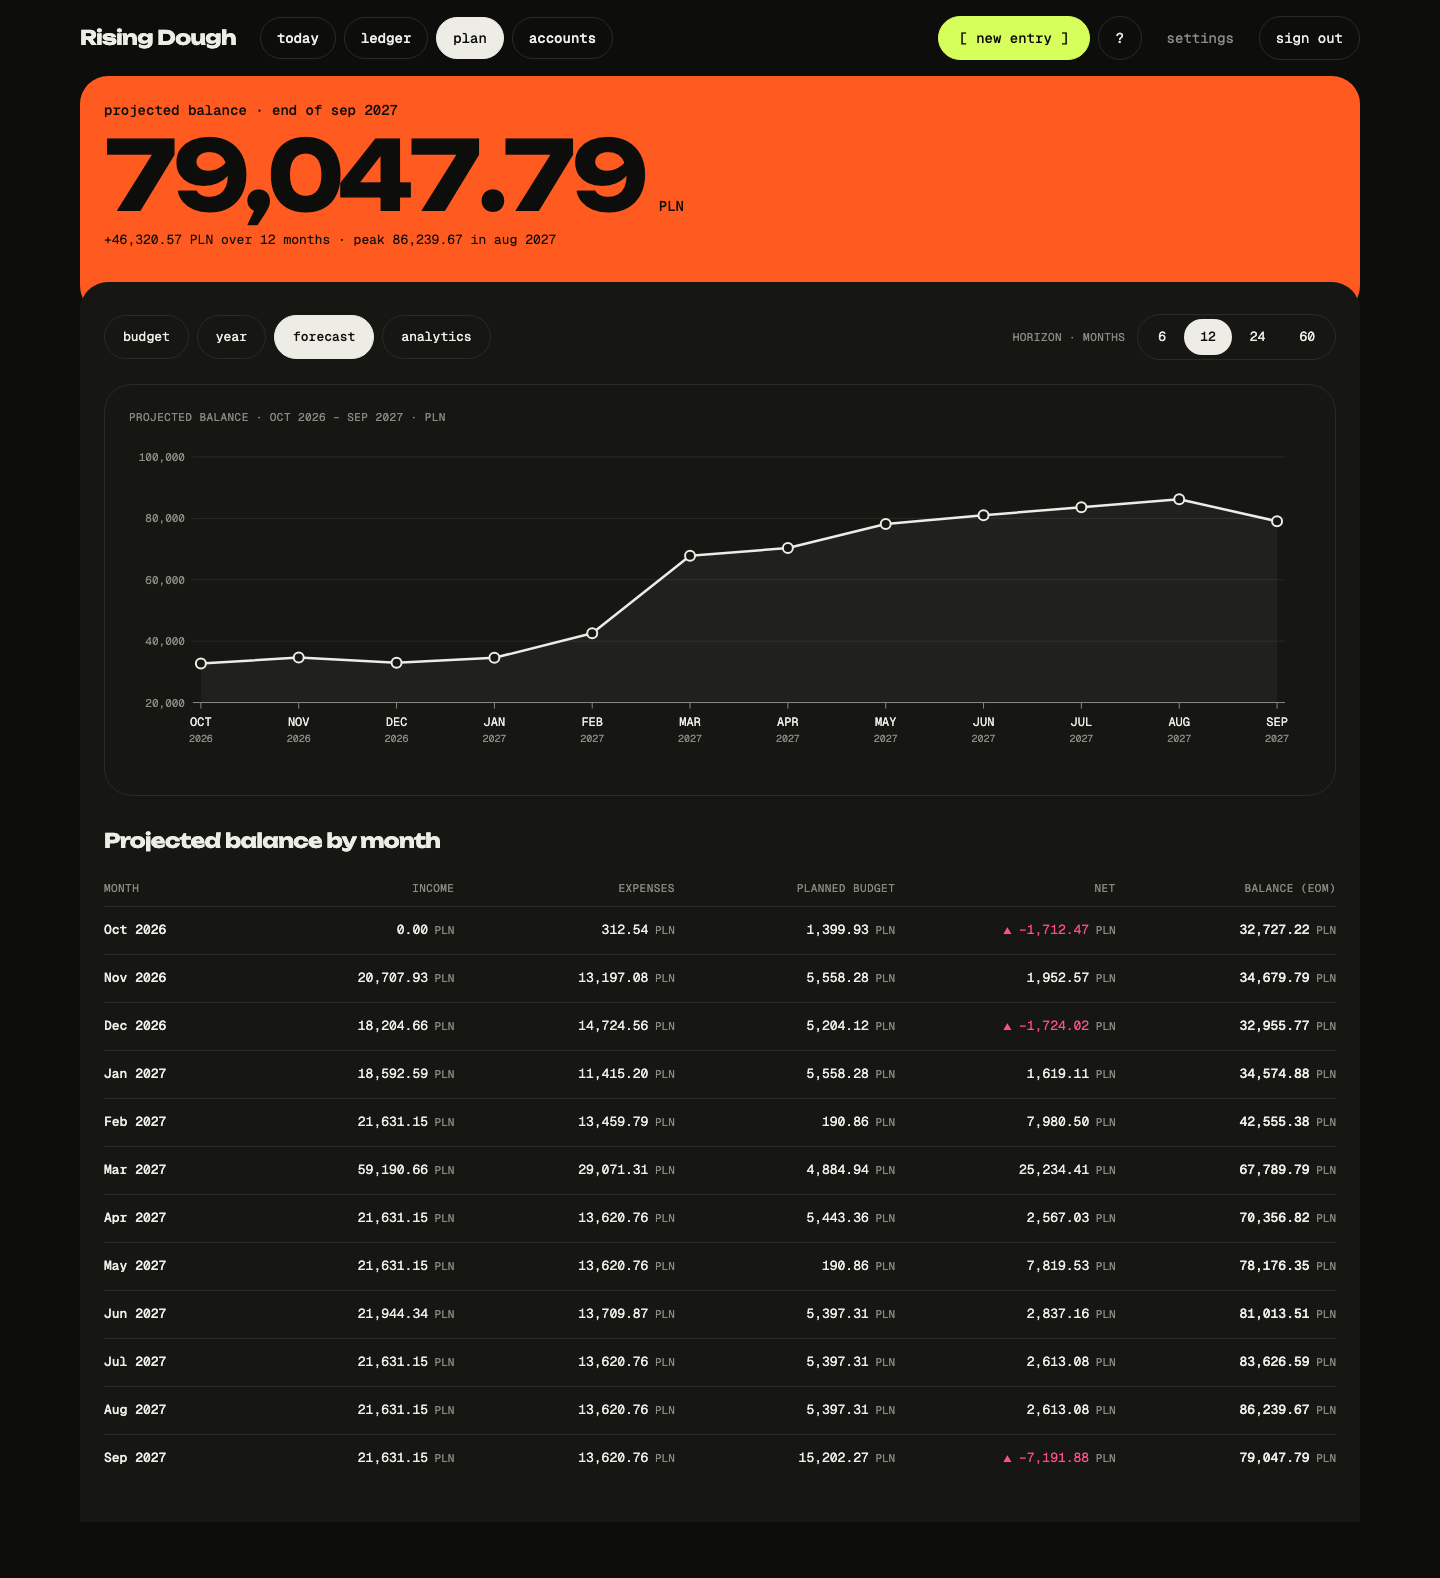 Rising Dough today ledger plan accounts [ new entry ] ? settings sign out
projected balance · end of sep 2027
79,047.79 PLN
+46,320.57 PLN over 12 months · peak 86,239.67 in aug 2027
budget year forecast analytics HORIZON · MONTHS 6 12 24 60
PROJECTED BALANCE · OCT 2026 – SEP 2027 · PLN
100,000
80,000
60,000
40,000
20,000
OCT NOV DEC JAN FEB MAR APR MAY JUN JUL AUG SEP
2026 2026 2026 2027 2027 2027 2027 2027 2027 2027 2027 2027
Projected balance by month
MONTH INCOME EXPENSES PLANNED BUDGET NET BALANCE (EOM)
Oct 2026 0.00 PLN 312.54 PLN 1,399.93 PLN ▲ −1,712.47 PLN 32,727.22 PLN
Nov 2026 20,707.93 PLN 13,197.08 PLN 5,558.28 PLN 1,952.57 PLN 34,679.79 PLN
Dec 2026 18,204.66 PLN 14,724.56 PLN 5,204.12 PLN ▲ −1,724.02 PLN 32,955.77 PLN
Jan 2027 18,592.59 PLN 11,415.20 PLN 5,558.28 PLN 1,619.11 PLN 34,574.88 PLN
Feb 2027 21,631.15 PLN 13,459.79 PLN 190.86 PLN 7,980.50 PLN 42,555.38 PLN
Mar 2027 59,190.66 PLN 29,071.31 PLN 4,884.94 PLN 25,234.41 PLN 67,789.79 PLN
Apr 2027 21,631.15 PLN 13,620.76 PLN 5,443.36 PLN 2,567.03 PLN 70,356.82 PLN
May 2027 21,631.15 PLN 13,620.76 PLN 190.86 PLN 7,819.53 PLN 78,176.35 PLN
Jun 2027 21,944.34 PLN 13,709.87 PLN 5,397.31 PLN 2,837.16 PLN 81,013.51 PLN
Jul 2027 21,631.15 PLN 13,620.76 PLN 5,397.31 PLN 2,613.08 PLN 83,626.59 PLN
Aug 2027 21,631.15 PLN 13,620.76 PLN 5,397.31 PLN 2,613.08 PLN 86,239.67 PLN
Sep 2027 21,631.15 PLN 13,620.76 PLN 15,202.27 PLN ▲ −7,191.88 PLN 79,047.79 PLN